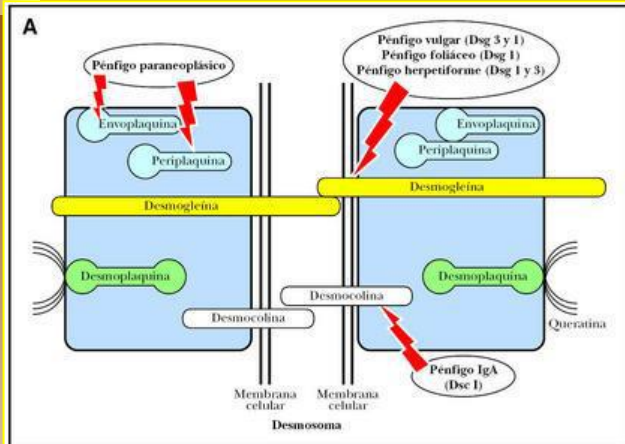 A
Pénfigo paraneoplásico
Pénfigo vulgar (Dsg 3 y 1)
Pénfigo foliáceo (Dsg 1)
Pénfigo herpetiforme (Dsg 1 y 3)
Envoplaquina
Periplaquina
Envoplaquina
Periplaquina
Desmogleína
Desmogleína
Desmoplaquina
Desmoplaquina
Desmocolina
Desmocolina
Queratina
Pénfigo IgA
(Dsc I)
Membrana
celular
Membrana
celular
Desmosoma